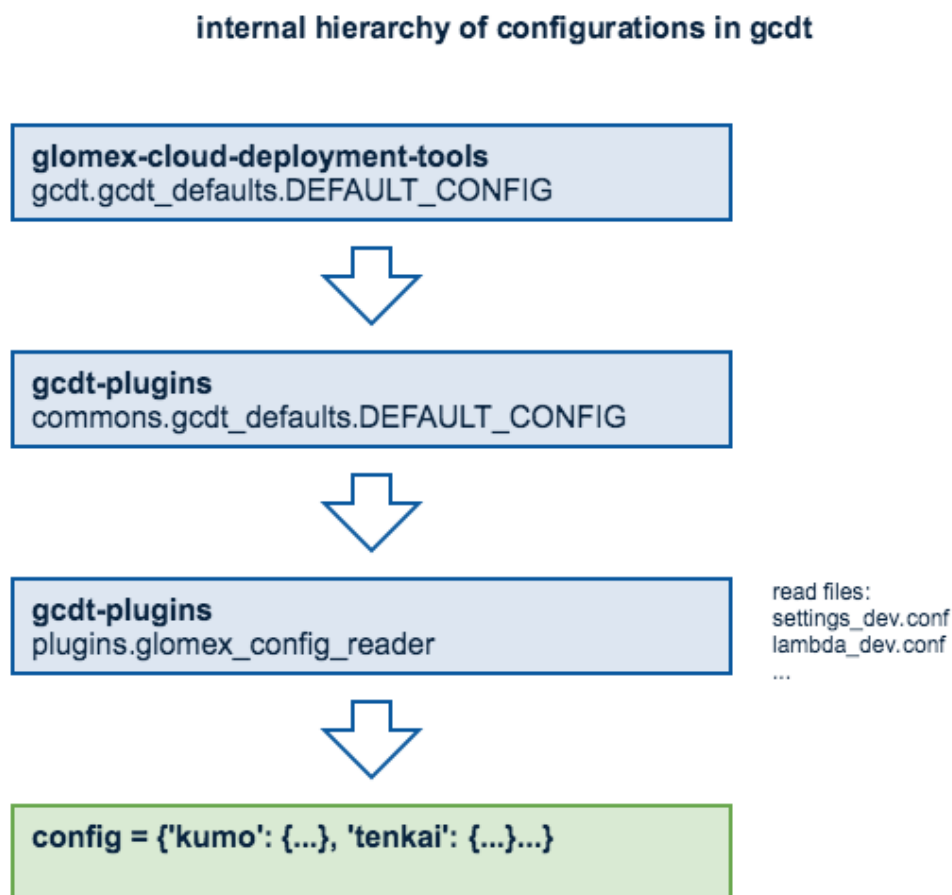 internal hierarchy of configurations in gcdt
glomex-cloud-deployment-tools
gcdt.gcdt_defaults.DEFAULT_CONFIG
gcdt-plugins
commons.gcdt_defaults.DEFAULT_CONFIG
gcdt-plugins
plugins.glomex_config_reader
read files:
settings_dev.conf
lambda_dev.conf
...
config = {'kumo': {...}, 'tenkai': {...}...}